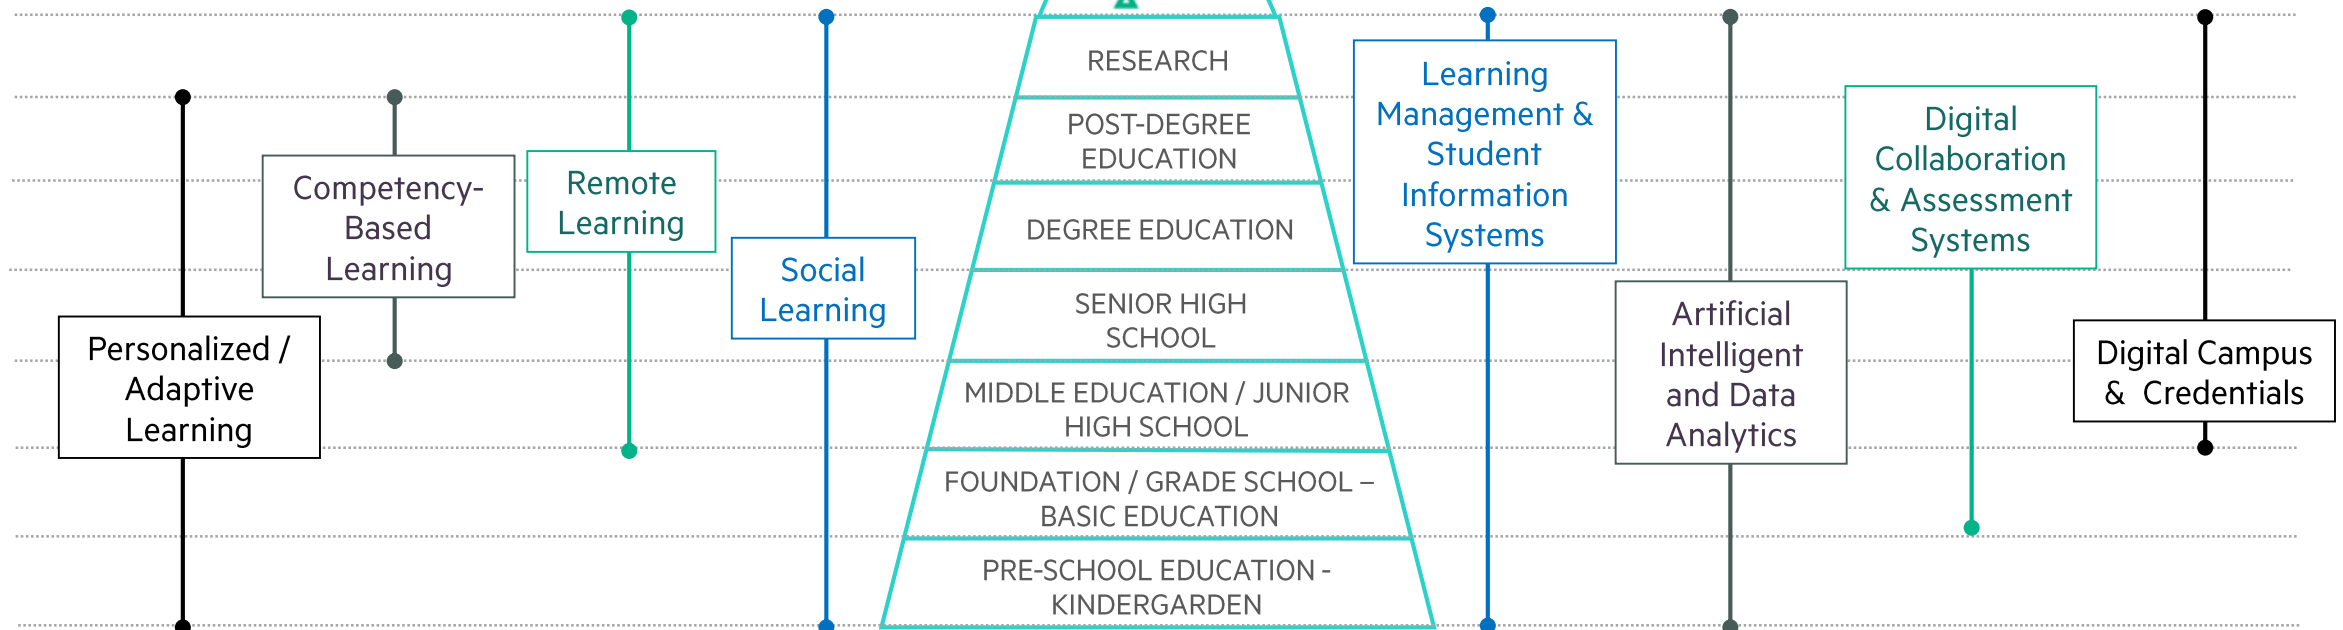 RESEARCH
POST-DEGREE
EDUCATION
DEGREE EDUCATION
SENIOR HIGH
SCHOOL
MIDDLE EDUCATION / JUNIOR
HIGH SCHOOL
FOUNDATION / GRADE SCHOOL –
BASIC EDUCATION
PRE-SCHOOL EDUCATION -
KINDERGARDEN
Personalized /
Adaptive
Learning
Competency-
Based
Learning
Remote
Learning
Social
Learning
Learning
Management &
Student
Information
Systems
Artificial
Intelligent
and Data
Analytics
Digital
Collaboration
& Assessment
Systems
Digital Campus
& Credentials